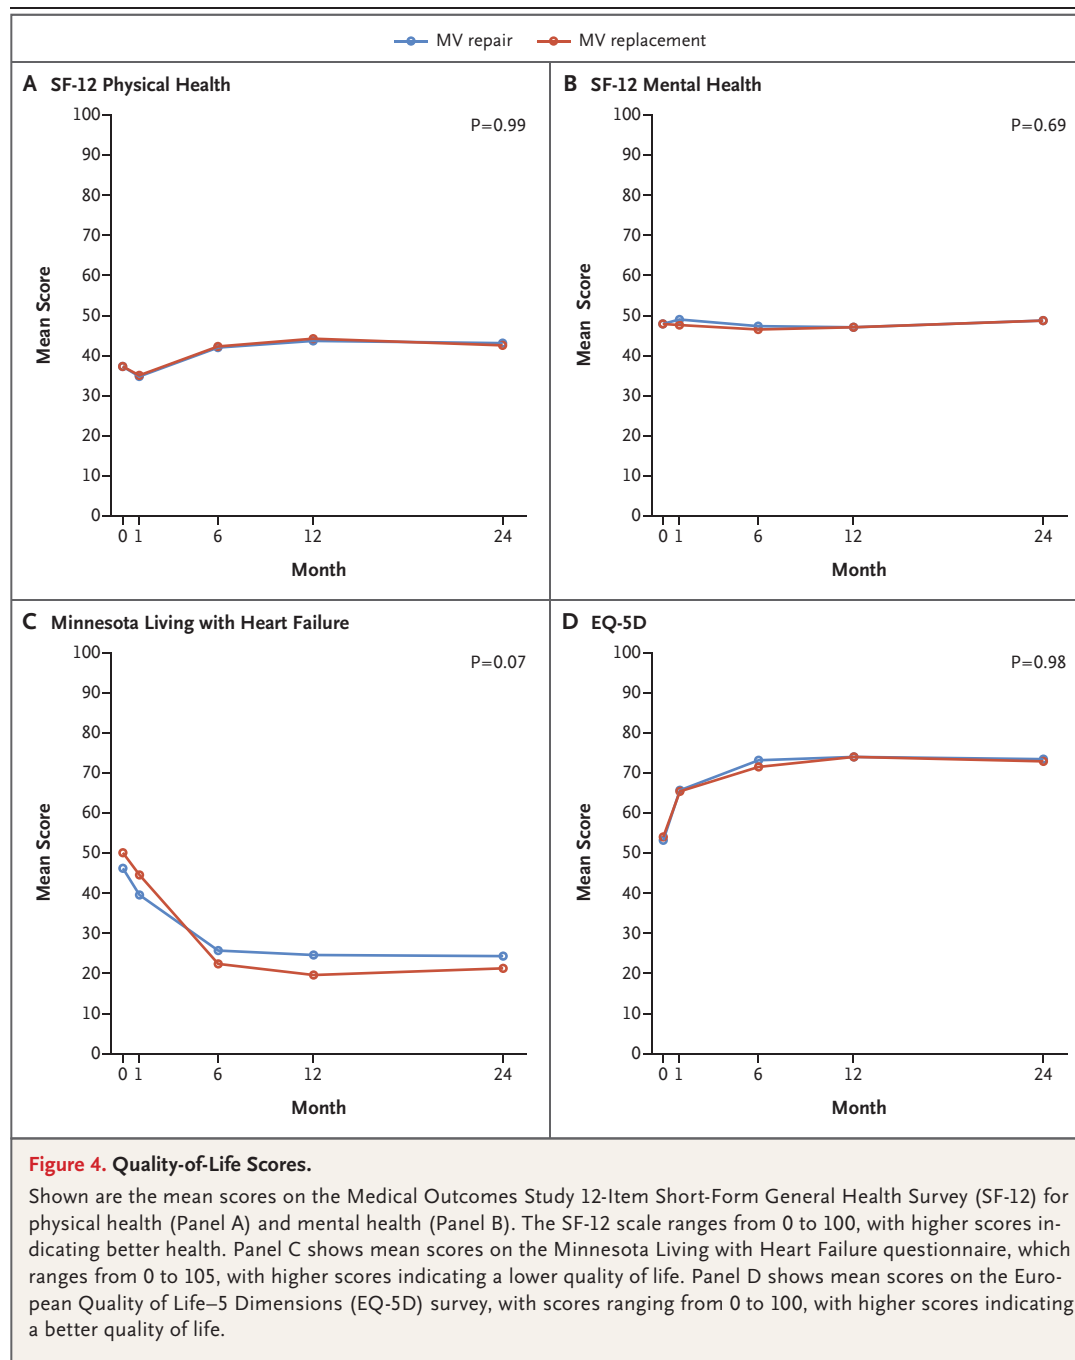 MV repair MV replacement
A SF-12 Physical Health
P=0.99
100
90
80
70
60
50
40
30
20
10
0
Mean Score
0 1 6 12 24
Month
B SF-12 Mental Health
P=0.69
100
90
80
70
60
50
40
30
20
10
0
Mean Score
0 1 6 12 24
Month
C Minnesota Living with Heart Failure
P=0.07
100
90
80
70
60
50
40
30
20
10
0
Mean Score
0 1 6 12 24
Month
D EQ-5D
P=0.98
100
90
80
70
60
50
40
30
20
10
0
Mean Score
0 1 6 12 24
Month
Figure 4. Quality-of-Life Scores.
Shown are the mean scores on the Medical Outcomes Study 12-Item Short-Form General Health Survey (SF-12) for
physical health (Panel A) and mental health (Panel B). The SF-12 scale ranges from 0 to 100, with higher scores in-
dicating better health. Panel C shows mean scores on the Minnesota Living with Heart Failure questionnaire, which
ranges from 0 to 105, with higher scores indicating a lower quality of life. Panel D shows mean scores on the Euro-
pean Quality of Life–5 Dimensions (EQ-5D) survey, with scores ranging from 0 to 100, with higher scores indicating
a better quality of life.